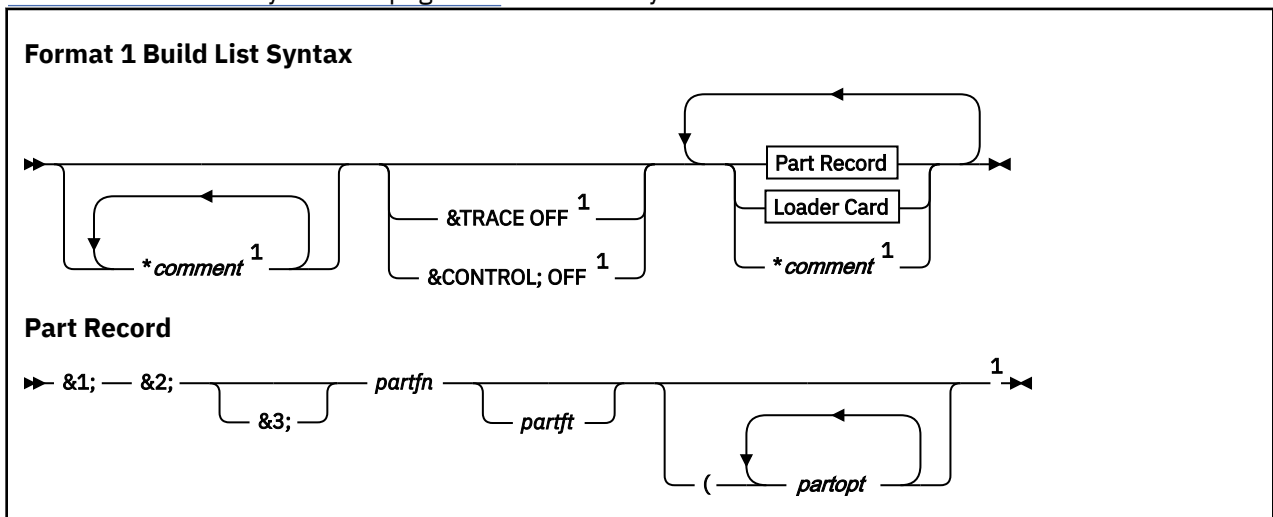 Format 1 Build List Syntax
Part Record
Loader Card
*comment 1
&TRACE OFF 1
&CONTROL; OFF 1
*comment 1
Part Record
&1; &2; &3; partfn partft ( partopt 1